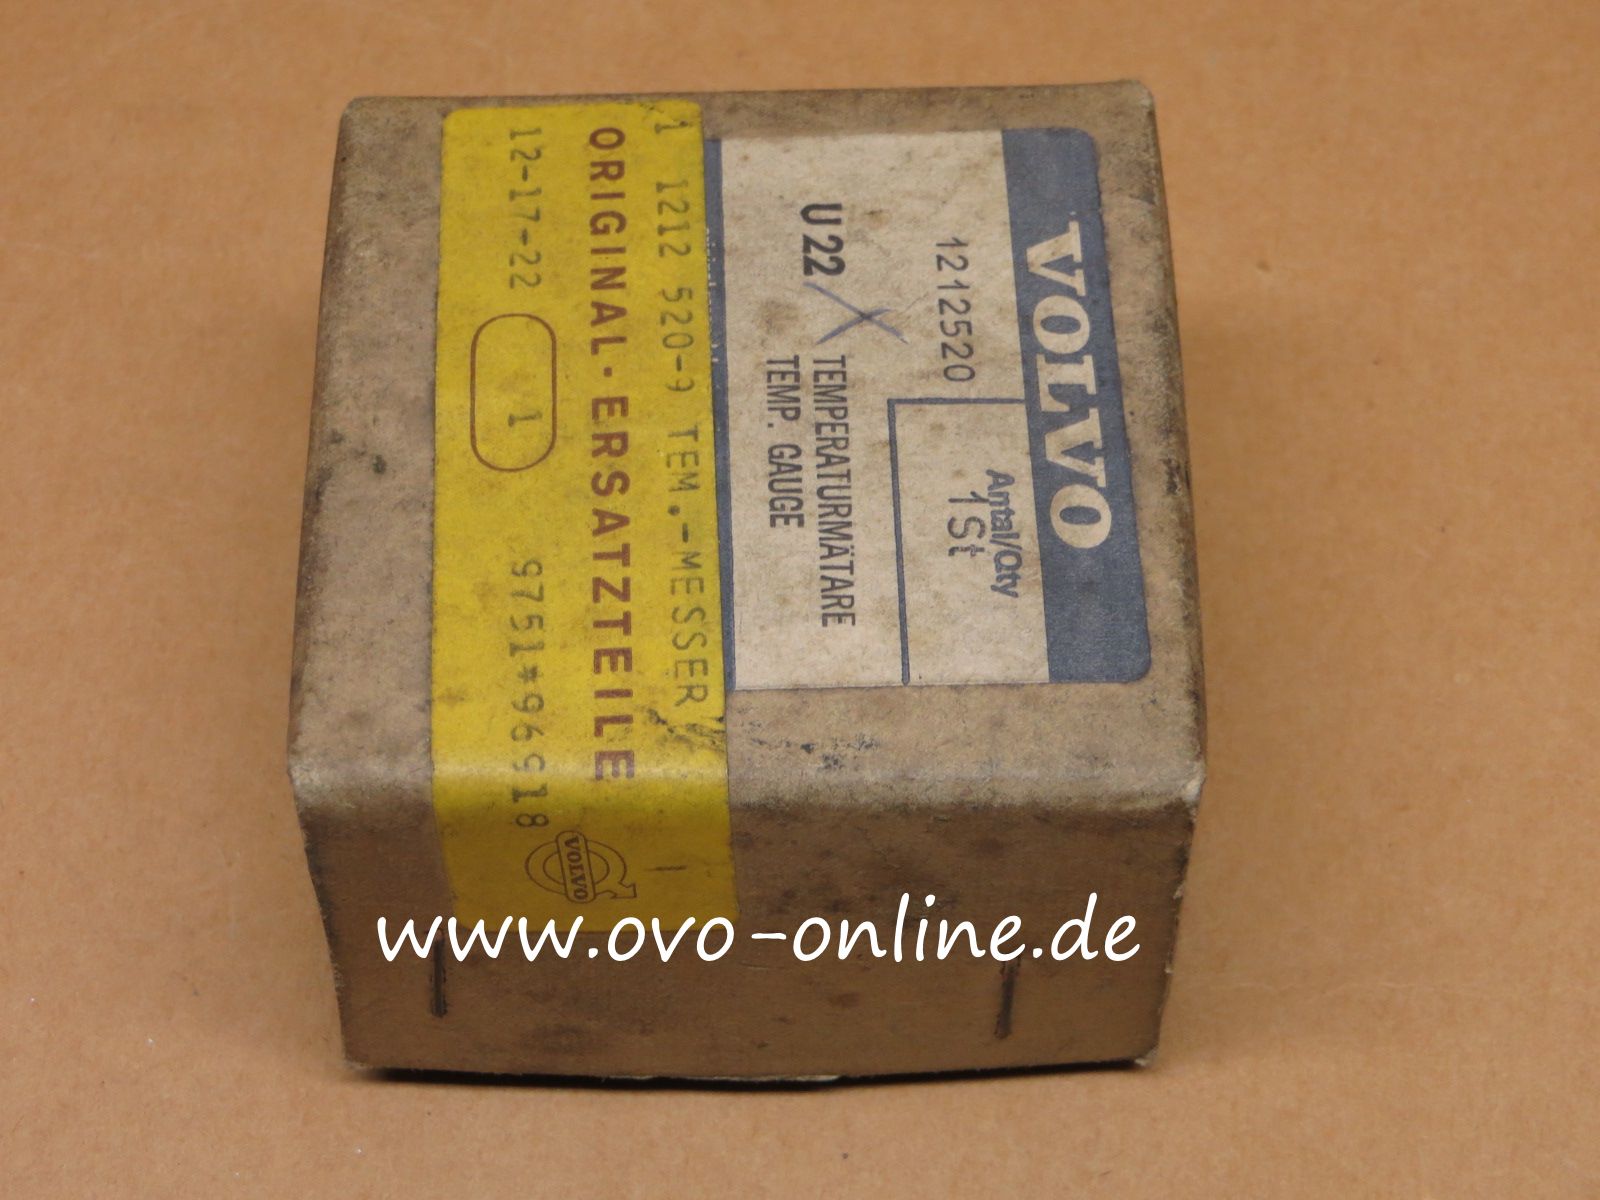 VOLVO
Antal/Qty
1212520
1St
U22
TEMPERATURMÄTARE
TEMP. GAUGE
1 1212 520-9 TEM.-MESSER 1
ORIGINAL·ERSATZTEILE
VOLVO
12-17-22 1 9751*96918
www.ovo-online.de